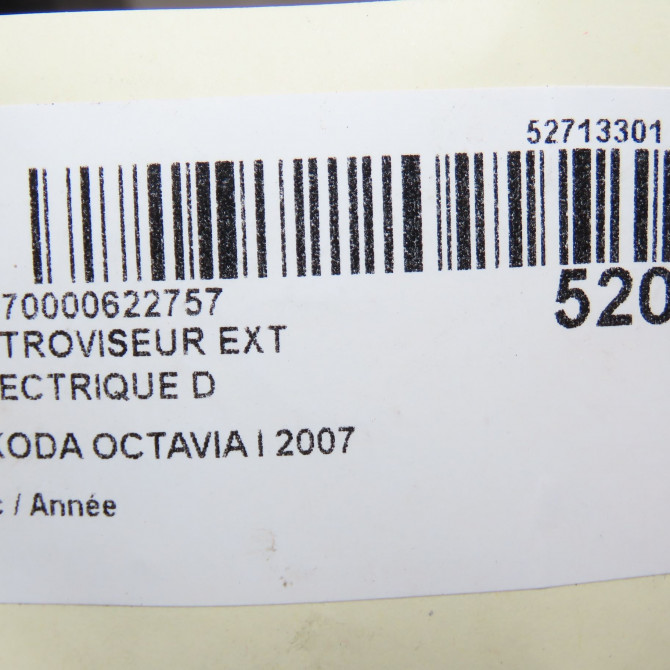 52713301
70000622757
520
TROVISEUR EXT
ECTRIQUE D
KODA OCTAVIA I 2007
c / Année